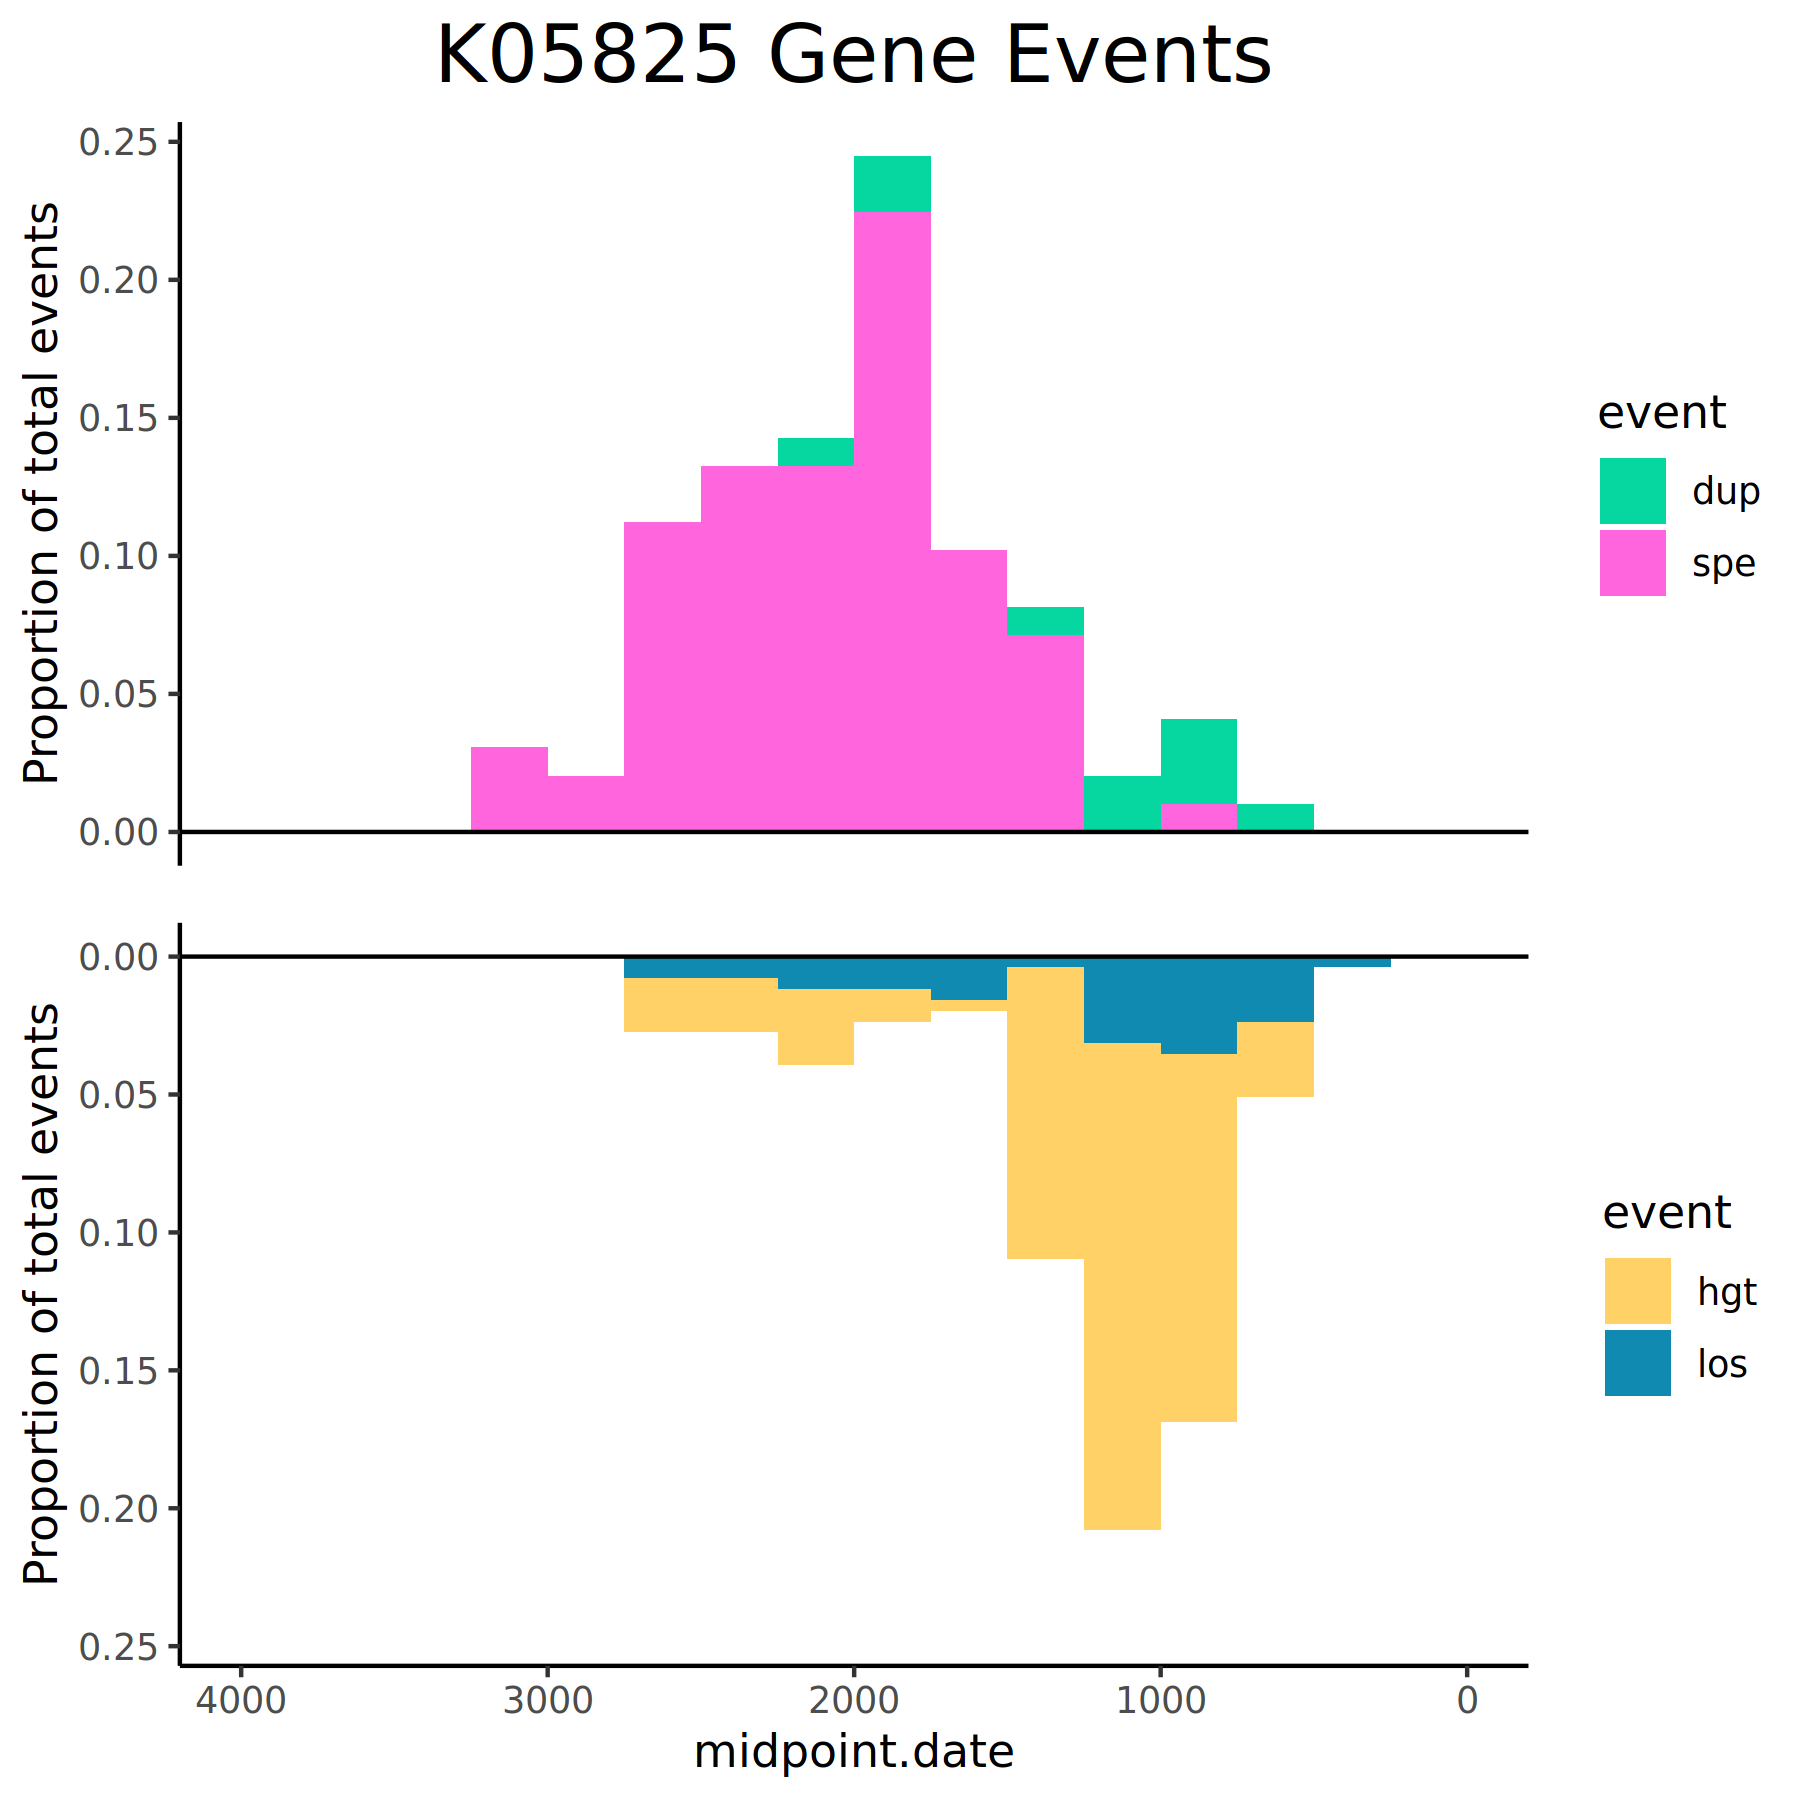 K05825 Gene Events
Proportion of total events
0.25
0.20
0.15
0.10
0.05
0.00
event
dup
spe
Proportion of total events
0.00
0.05
0.10
0.15
0.20
0.25
event
hgt
los
4000 3000 2000 1000 0
midpoint.date